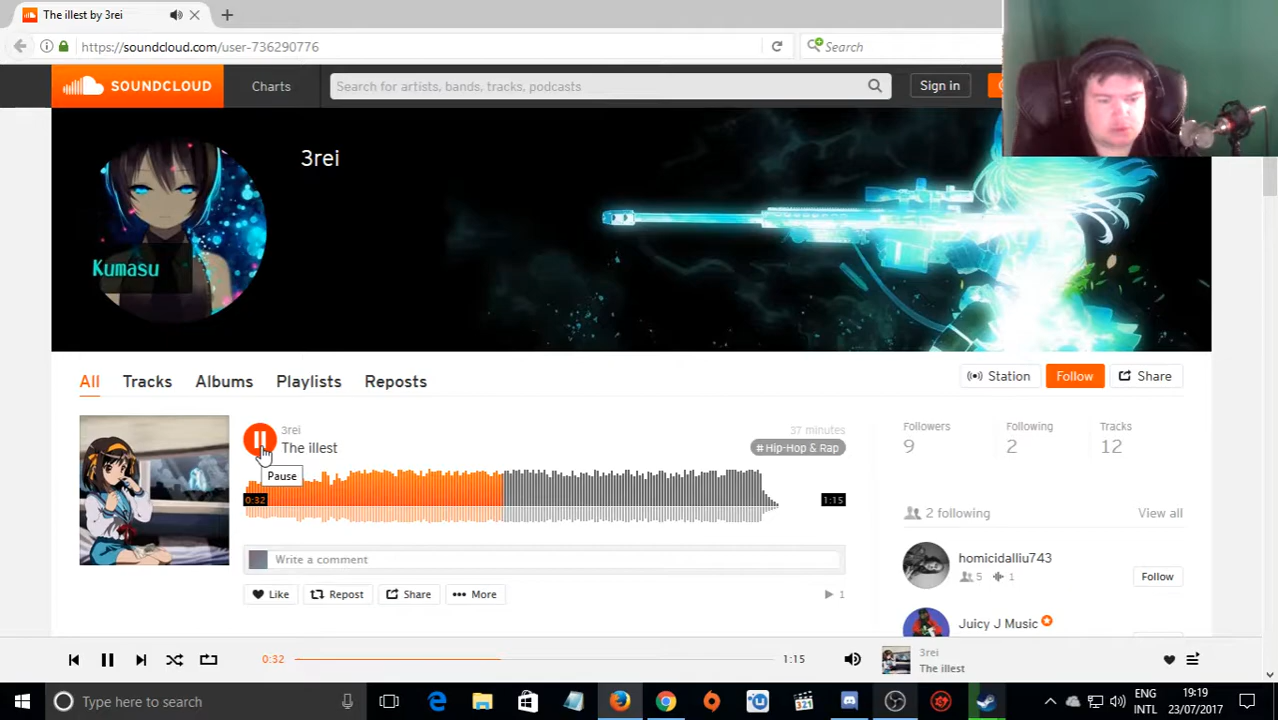 The illest by 3rei
https://soundcloud.com/user-736290776
Search
SOUNDCLOUD
Charts
Search for artists, bands, tracks, podcasts
Sign in
3rei
Kumasu
All
Tracks
Albums
Playlists
Reposts
Station
Follow
Share
3rei
The illest
37 minutes
# Hip-Hop & Rap
Pause
0:32
1:15
Write a comment
Like
Repost
Share
More
1
Followers
9
Following
2
Tracks
12
2 following
View all
homicidalliu743
5
1
Follow
Juicy J Music
0:32
1:15
3rei
The illest
Type here to search
321
ENG
INTL
19:19
23/07/2017